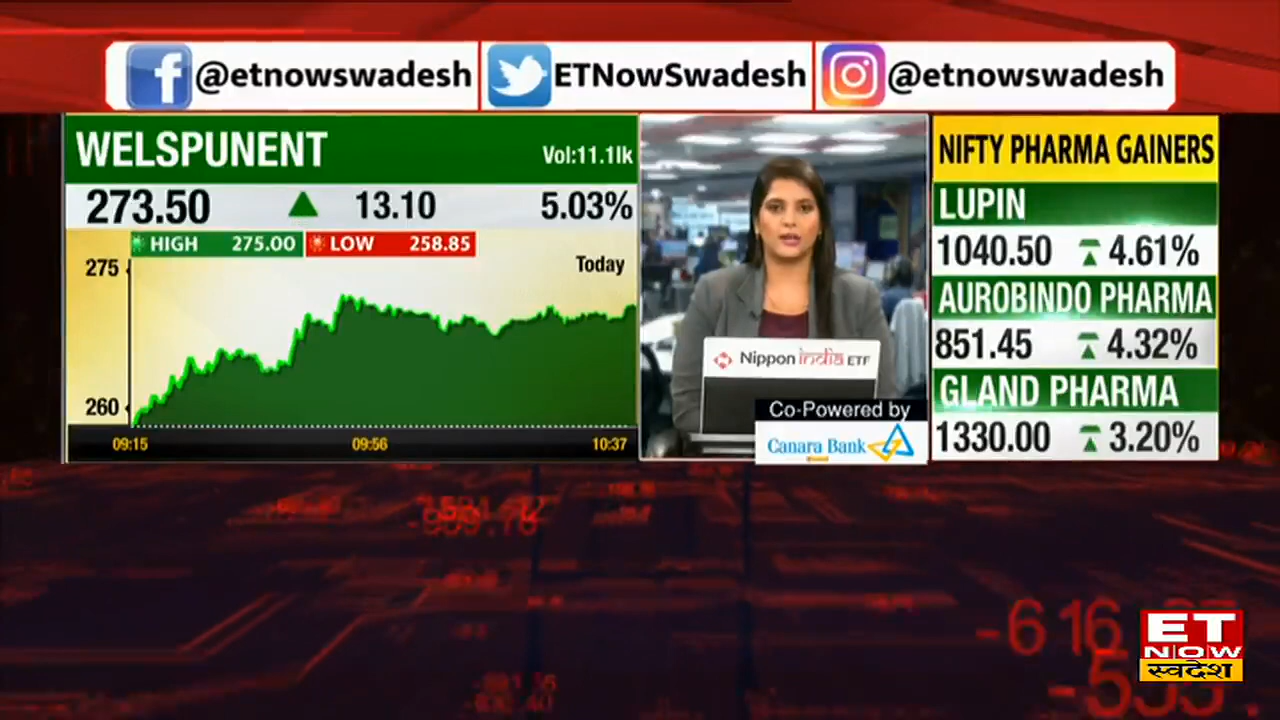 @etnowswadesh
ETNowSwadesh
@etnowswadesh
WELSPUNENT
Vol:11.1lk
273.50 13.10 5.03%
HIGH 275.00 LOW 258.85
Today
275
260
09:15 09:56 10:37
Nippon india ETF
Co-Powered by
Canara Bank
NIFTY PHARMA GAINERS
LUPIN
1040.50 4.61%
AUROBINDO PHARMA
851.45 4.32%
GLAND PHARMA
1330.00 3.20%
ET
NOW
स्वदेश